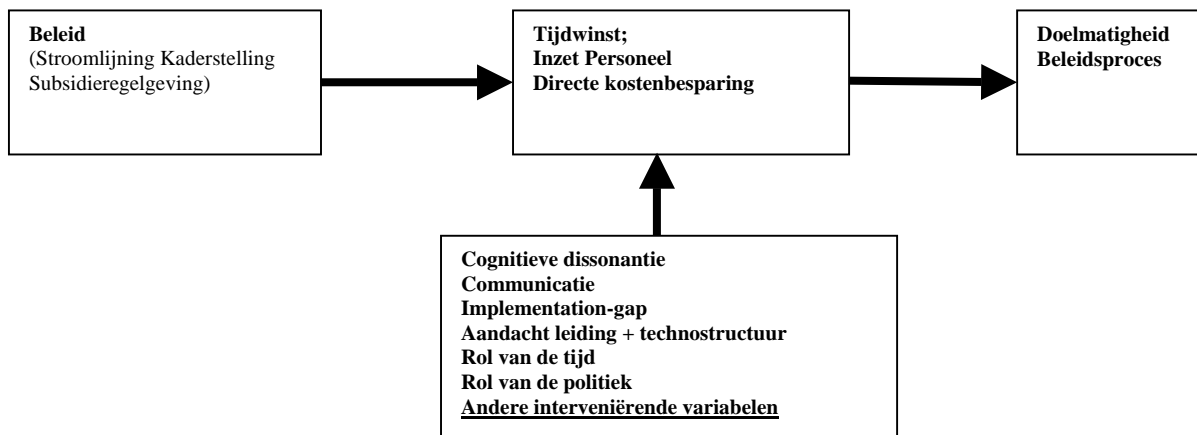 Beleid
(Stroomlijning Kaderstelling
Subsidieregelgeving)
Tijdwinst;
Inzet Personeel
Directe kostenbesparing
Doelmatigheid
Beleidsproces
Cognitieve dissonantie
Communicatie
Implementation-gap
Aandacht leiding + technostructuur
Rol van de tijd
Rol van de politiek
Andere interveniërende variabelen